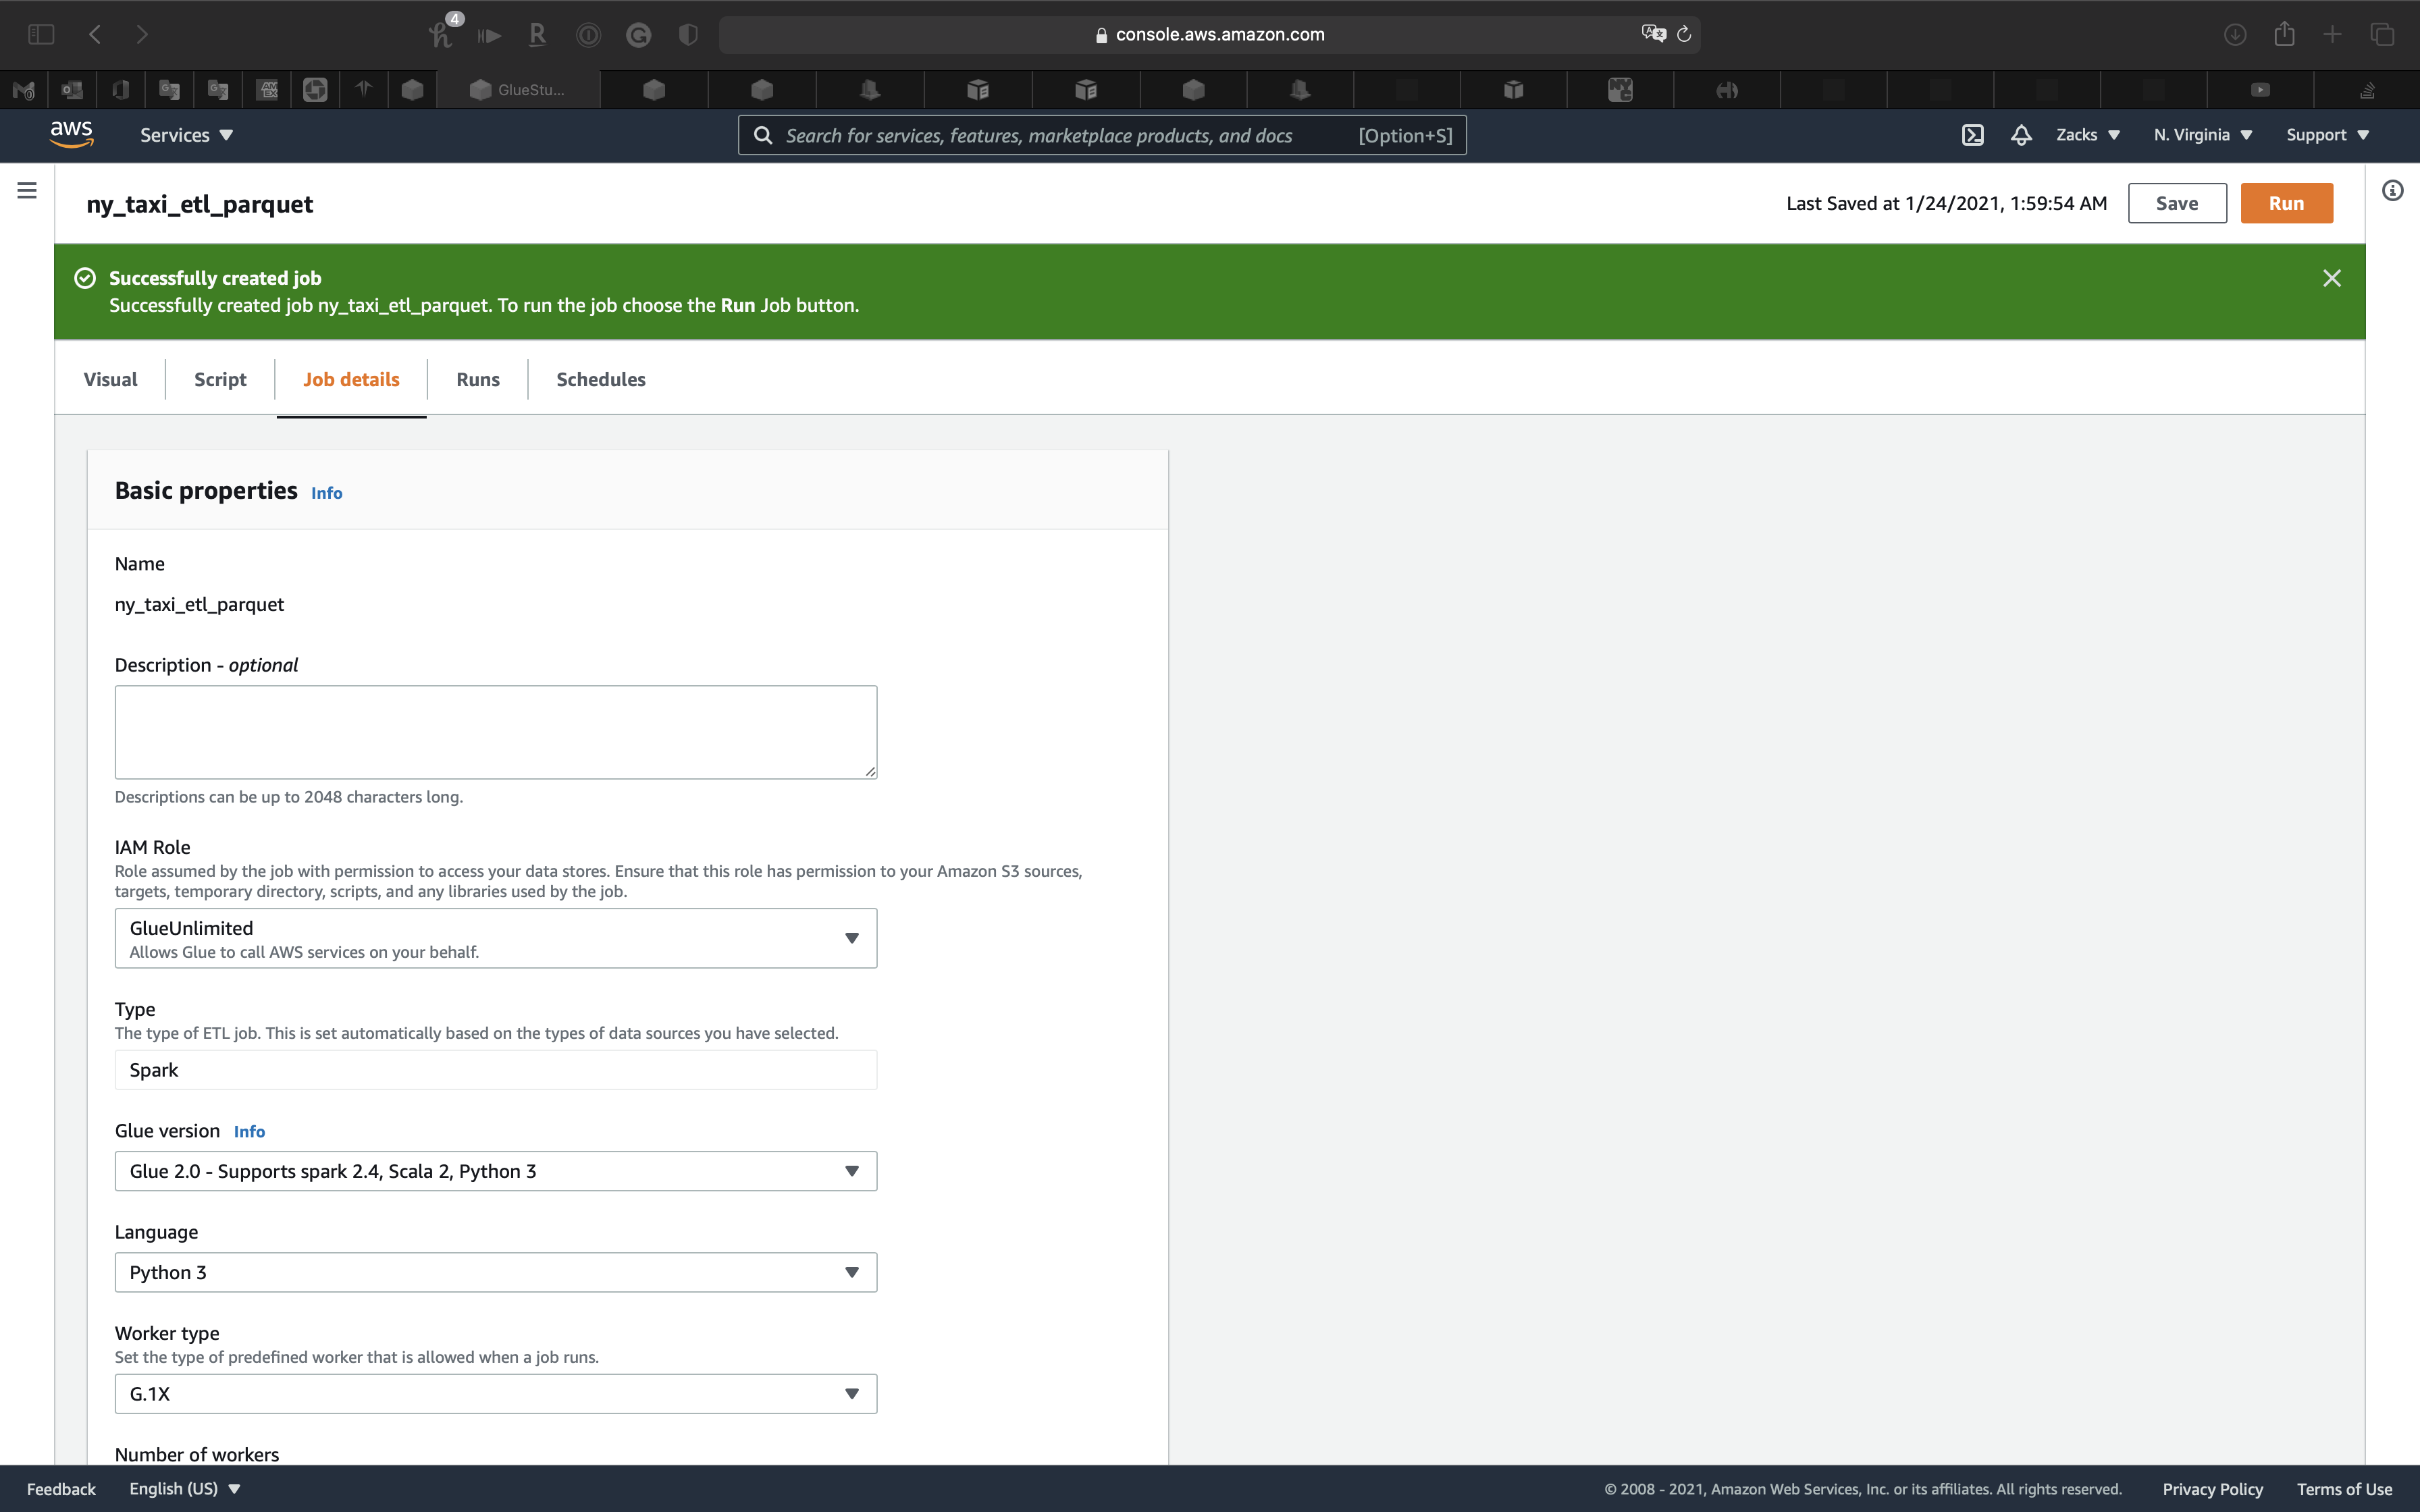 4
console.aws.amazon.com
GlueStu...
aws
Services
Search for services, features, marketplace products, and docs [Option+S]
Zacks
N. Virginia
Support
ny_taxi_etl_parquet
Last Saved at 1/24/2021, 1:59:54 AM
Save
Run
Successfully created job
Successfully created job ny_taxi_etl_parquet. To run the job choose the Run Job button.
Visual
Script
Job details
Runs
Schedules
Basic properties Info
Name
ny_taxi_etl_parquet
Description - optional
Descriptions can be up to 2048 characters long.
IAM Role
Role assumed by the job with permission to access your data stores. Ensure that this role has permission to your Amazon S3 sources,
targets, temporary directory, scripts, and any libraries used by the job.
GlueUnlimited
Allows Glue to call AWS services on your behalf.
Type
The type of ETL job. This is set automatically based on the types of data sources you have selected.
Spark
Glue version Info
Glue 2.0 - Supports spark 2.4, Scala 2, Python 3
Language
Python 3
Worker type
Set the type of predefined worker that is allowed when a job runs.
G.1X
Number of workers
Feedback
English (US)
© 2008 - 2021, Amazon Web Services, Inc. or its affiliates. All rights reserved.
Privacy Policy
Terms of Use